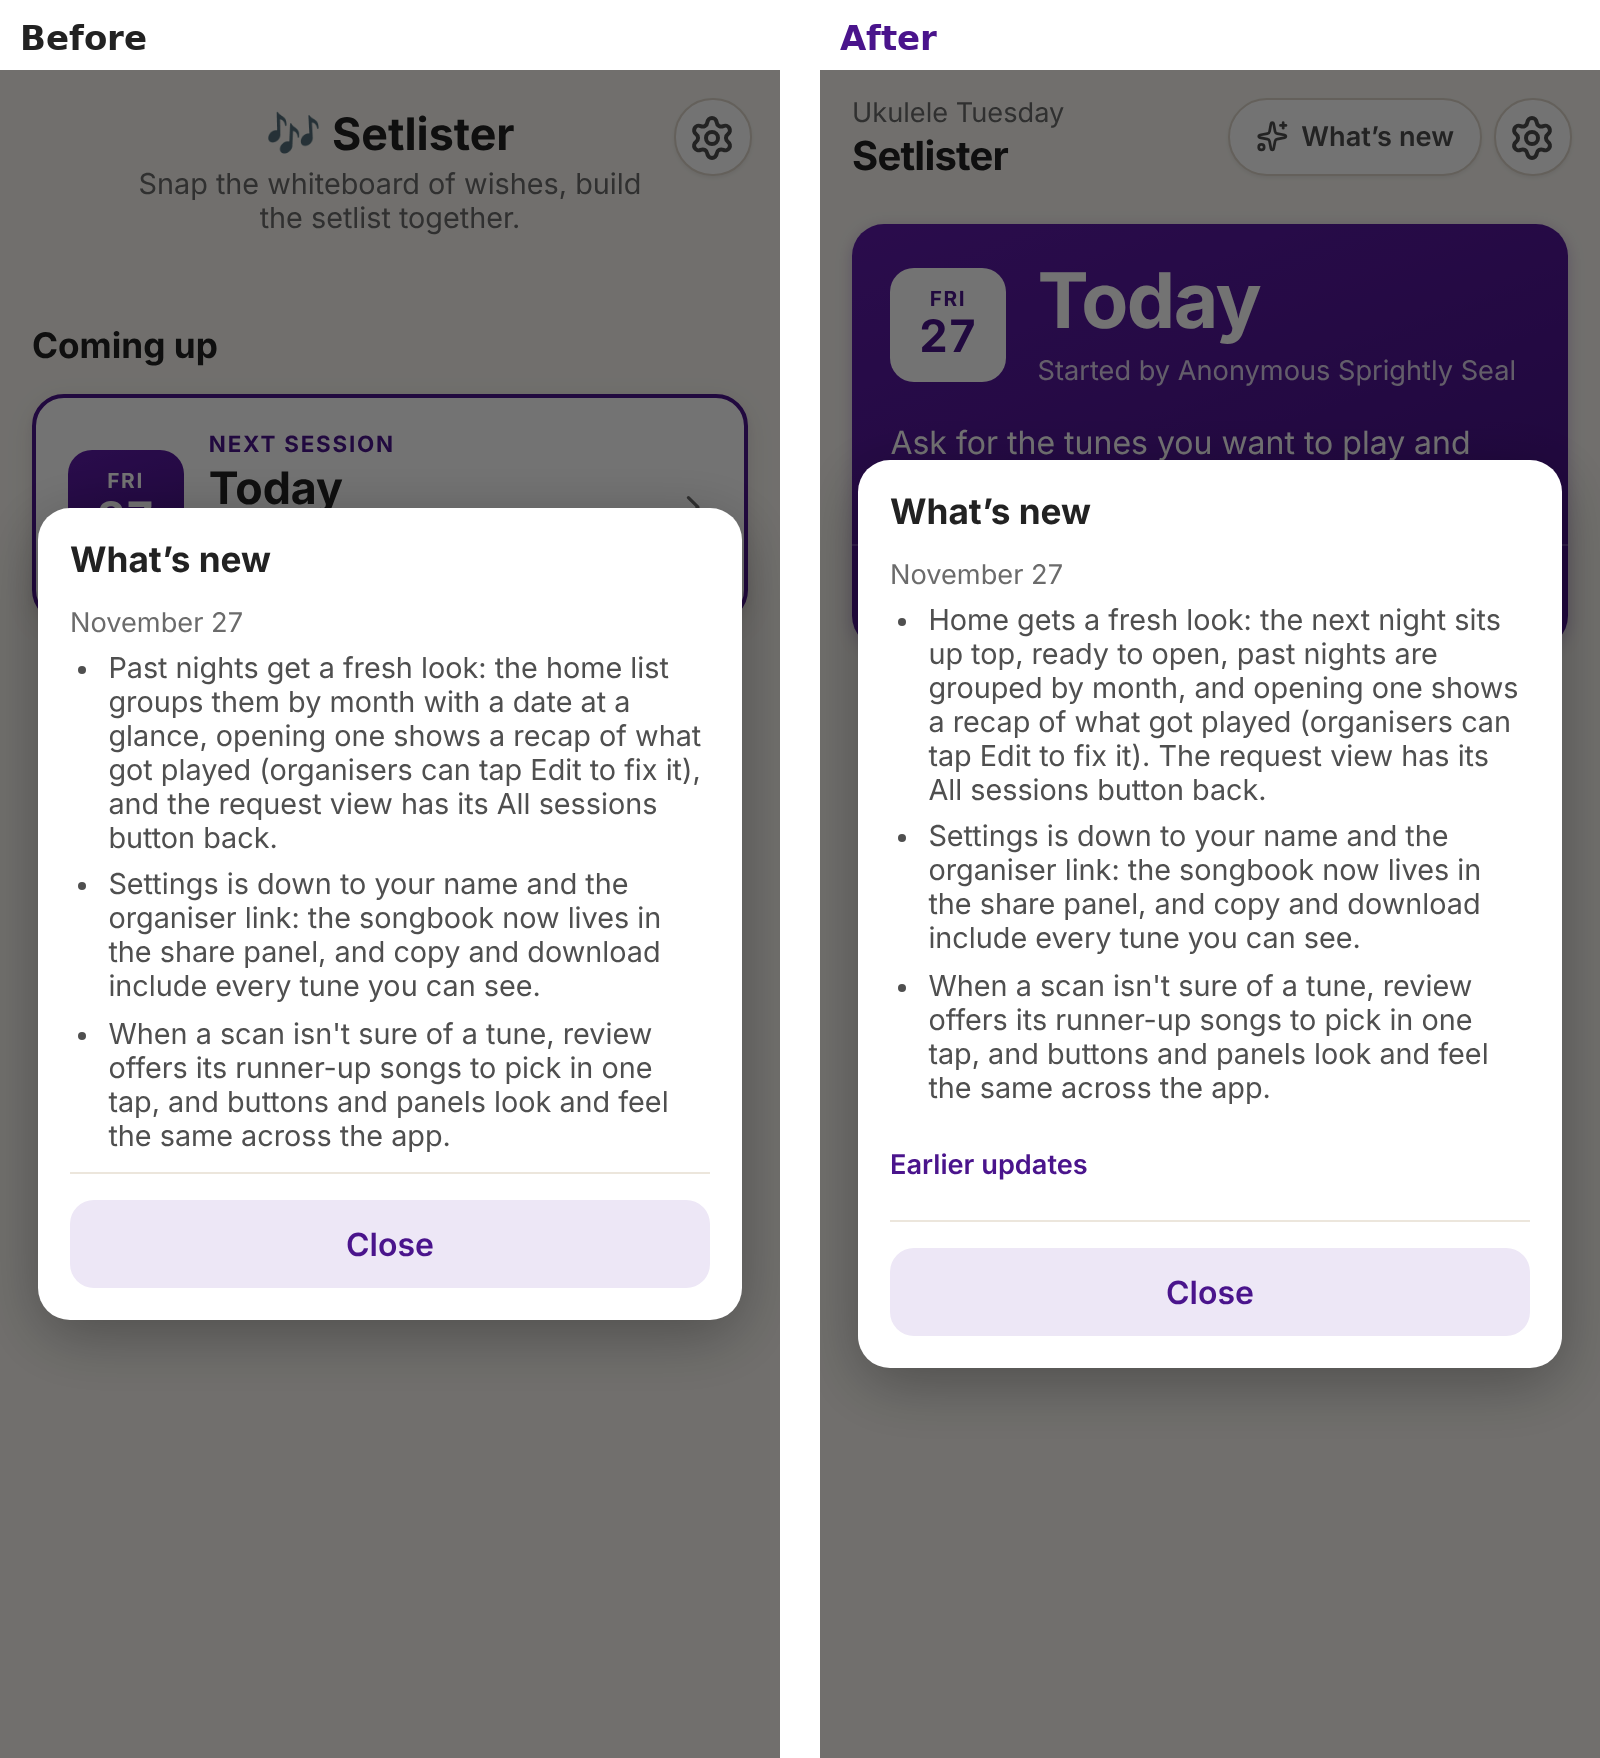 Before
🎶 Setlister
Snap the whiteboard of wishes, build
the setlist together.
Coming up
NEXT SESSION
FRI
Today
What’s new
November 27
• Past nights get a fresh look: the home list
groups them by month with a date at a
glance, opening one shows a recap of what
got played (organisers can tap Edit to fix it),
and the request view has its All sessions
button back.
• Settings is down to your name and the
organiser link: the songbook now lives in
the share panel, and copy and download
include every tune you can see.
• When a scan isn't sure of a tune, review
offers its runner-up songs to pick in one
tap, and buttons and panels look and feel
the same across the app.
Close
After
Ukulele Tuesday
Setlister
What’s new
FRI
27
Today
Started by Anonymous Sprightly Seal
Ask for the tunes you want to play and
What’s new
November 27
• Home gets a fresh look: the next night sits
up top, ready to open, past nights are
grouped by month, and opening one shows
a recap of what got played (organisers can
tap Edit to fix it). The request view has its
All sessions button back.
• Settings is down to your name and the
organiser link: the songbook now lives in
the share panel, and copy and download
include every tune you can see.
• When a scan isn't sure of a tune, review
offers its runner-up songs to pick in one
tap, and buttons and panels look and feel
the same across the app.
Earlier updates
Close